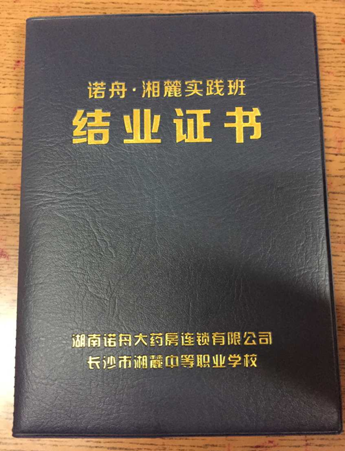 诺舟·湘麓实践班
结业证书
湖南诺舟大药房连锁有限公司
长沙市湘麓中等职业学校